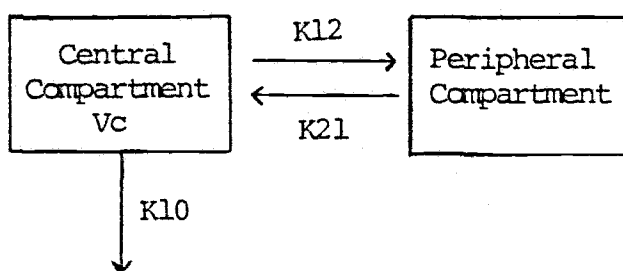 Central
Compartment
Vc
K12
K21
Peripheral
Compartment
K10